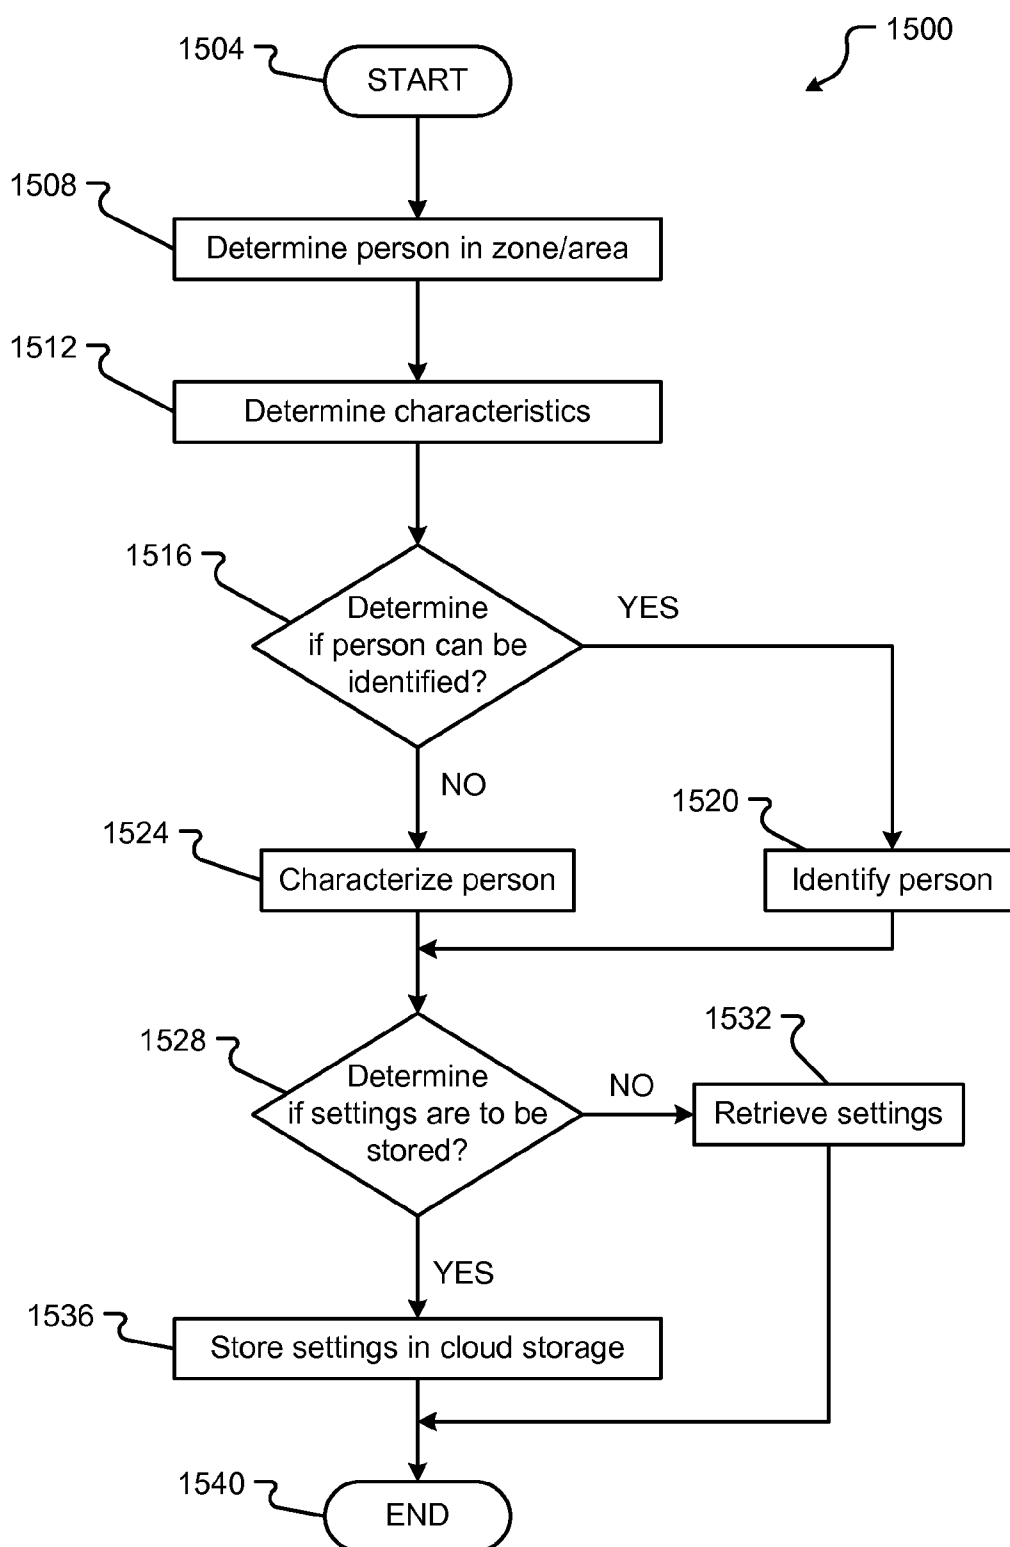 1500
1504
START
1508
Determine person in zone/area
1512
Determine characteristics
1516
Determine
if person can be
identified?
YES
NO
1520
1524
Characterize person
Identify person
1528
1532
Determine
if settings are to be
stored?
NO
Retrieve settings
YES
1536
Store settings in cloud storage
1540
END